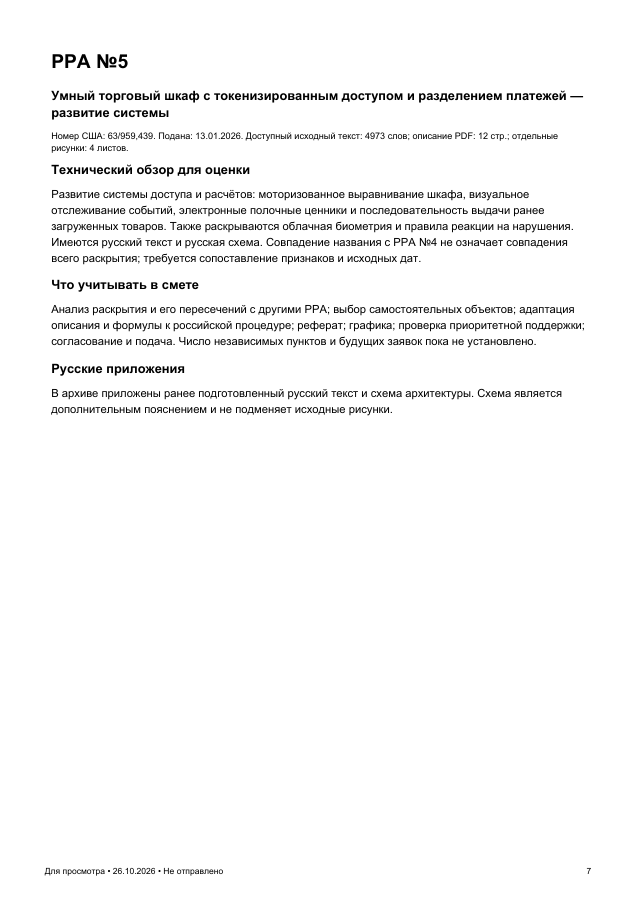 PPA №5
Умный торговый шкаф с токенизированным доступом и разделением платежей —
развитие системы
Номер США: 63/959,439. Подана: 13.01.2026. Доступный исходный текст: 4973 слов; описание PDF: 12 стр.; отдельные
рисунки: 4 листов.
Технический обзор для оценки
Развитие системы доступа и расчётов: моторизованное выравнивание шкафа, визуальное
отслеживание событий, электронные полочные ценники и последовательность выдачи ранее
загруженных товаров. Также раскрываются облачная биометрия и правила реакции на нарушения.
Имеются русский текст и русская схема. Совпадение названия с PPA №4 не означает совпадения
всего раскрытия; требуется сопоставление признаков и исходных дат.
Что учитывать в смете
Анализ раскрытия и его пересечений с другими PPA; выбор самостоятельных объектов; адаптация
описания и формулы к российской процедуре; реферат; графика; проверка приоритетной поддержки;
согласование и подача. Число независимых пунктов и будущих заявок пока не установлено.
Русские приложения
В архиве приложены ранее подготовленный русский текст и схема архитектуры. Схема является
дополнительным пояснением и не подменяет исходные рисунки.
Для просмотра • 26.10.2026 • Не отправлено
7